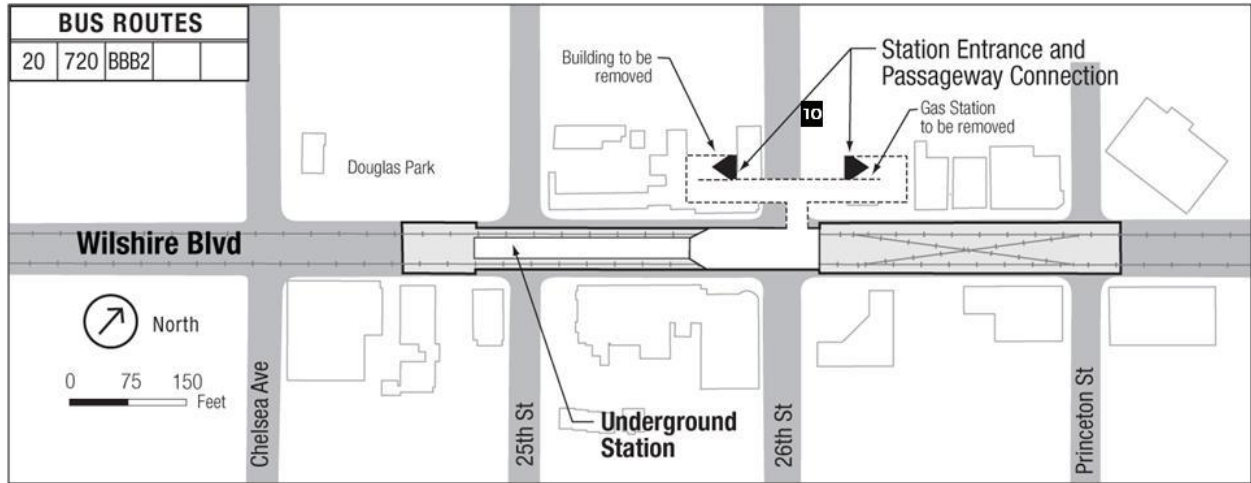 BUS ROUTES
20 720 BBB2
Building to be
removed
Station Entrance and
Passageway Connection
10
Gas Station
to be removed
Douglas Park
Wilshire Blvd
North
0 75 150
Feet
Chelsea Ave
25th St
Underground
Station
26th St
Princeton St